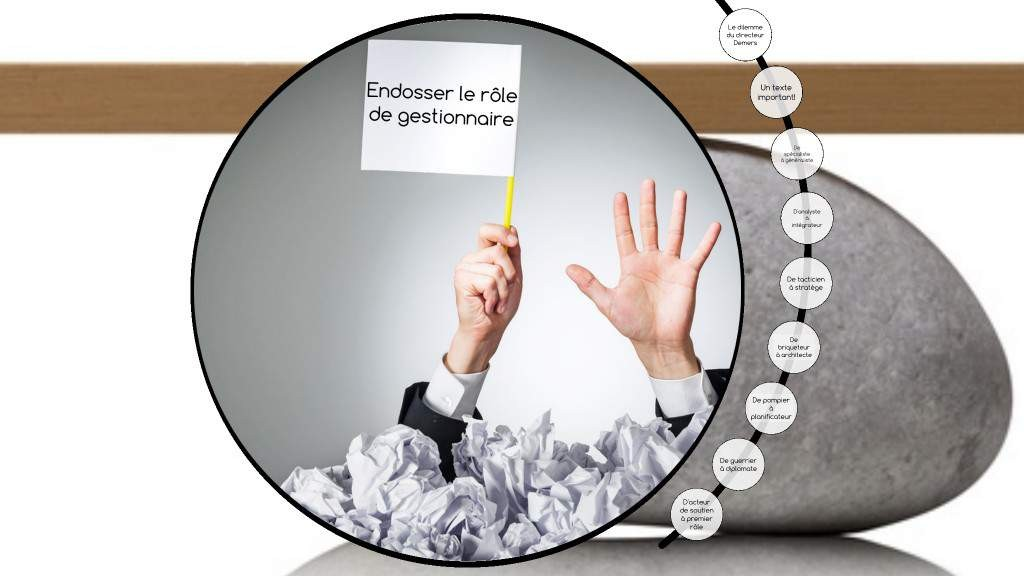 Endosser le rôle
de gestionnaire
Le dilemme
du directeur
Demers
Un texte
important!
De
spécialiste
à généraliste
D'analyste
à
intégrateur
De tacticien
à stratège
De
briqueteur
à architecte
De pompier
à
planificateur
De guerrier
à diplomate
D'acteur
de soutien
à premier
rôle